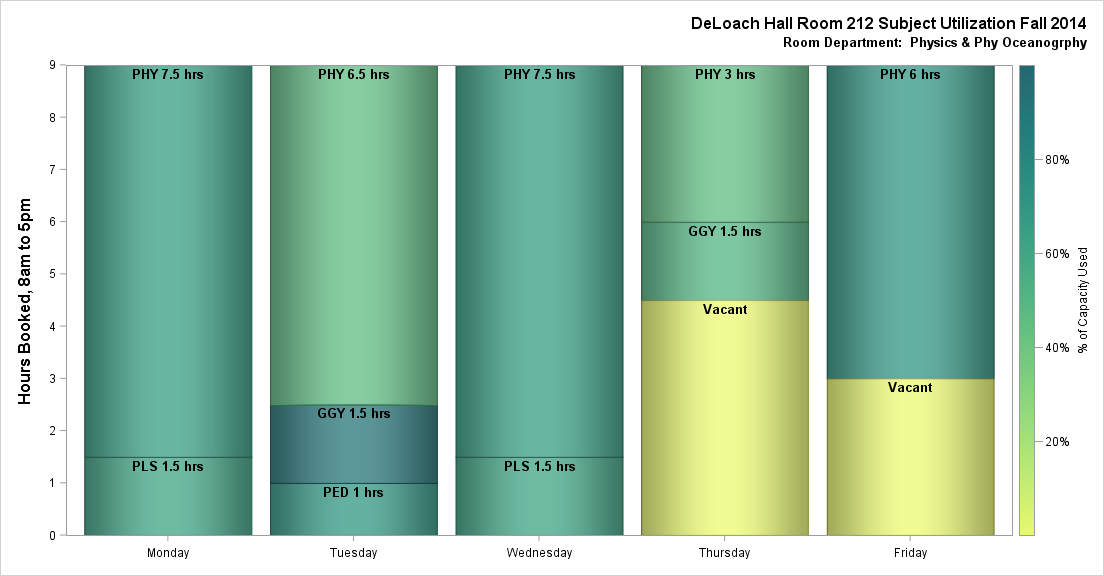 DeLoach Hall Room 212 Subject Utilization Fall 2014
Room Department:  Physics & Phy Oceanogrphy
Hours Booked, 8am to 5pm
9
8
7
6
5
4
3
2
1
0
PHY 7.5 hrs
PLS 1.5 hrs
PHY 6.5 hrs
GGY 1.5 hrs
PED 1 hrs
PHY 7.5 hrs
PLS 1.5 hrs
PHY 3 hrs
GGY 1.5 hrs
Vacant
PHY 6 hrs
Vacant
Monday
Tuesday
Wednesday
Thursday
Friday
80%
60%
40%
20%
% of Capacity Used